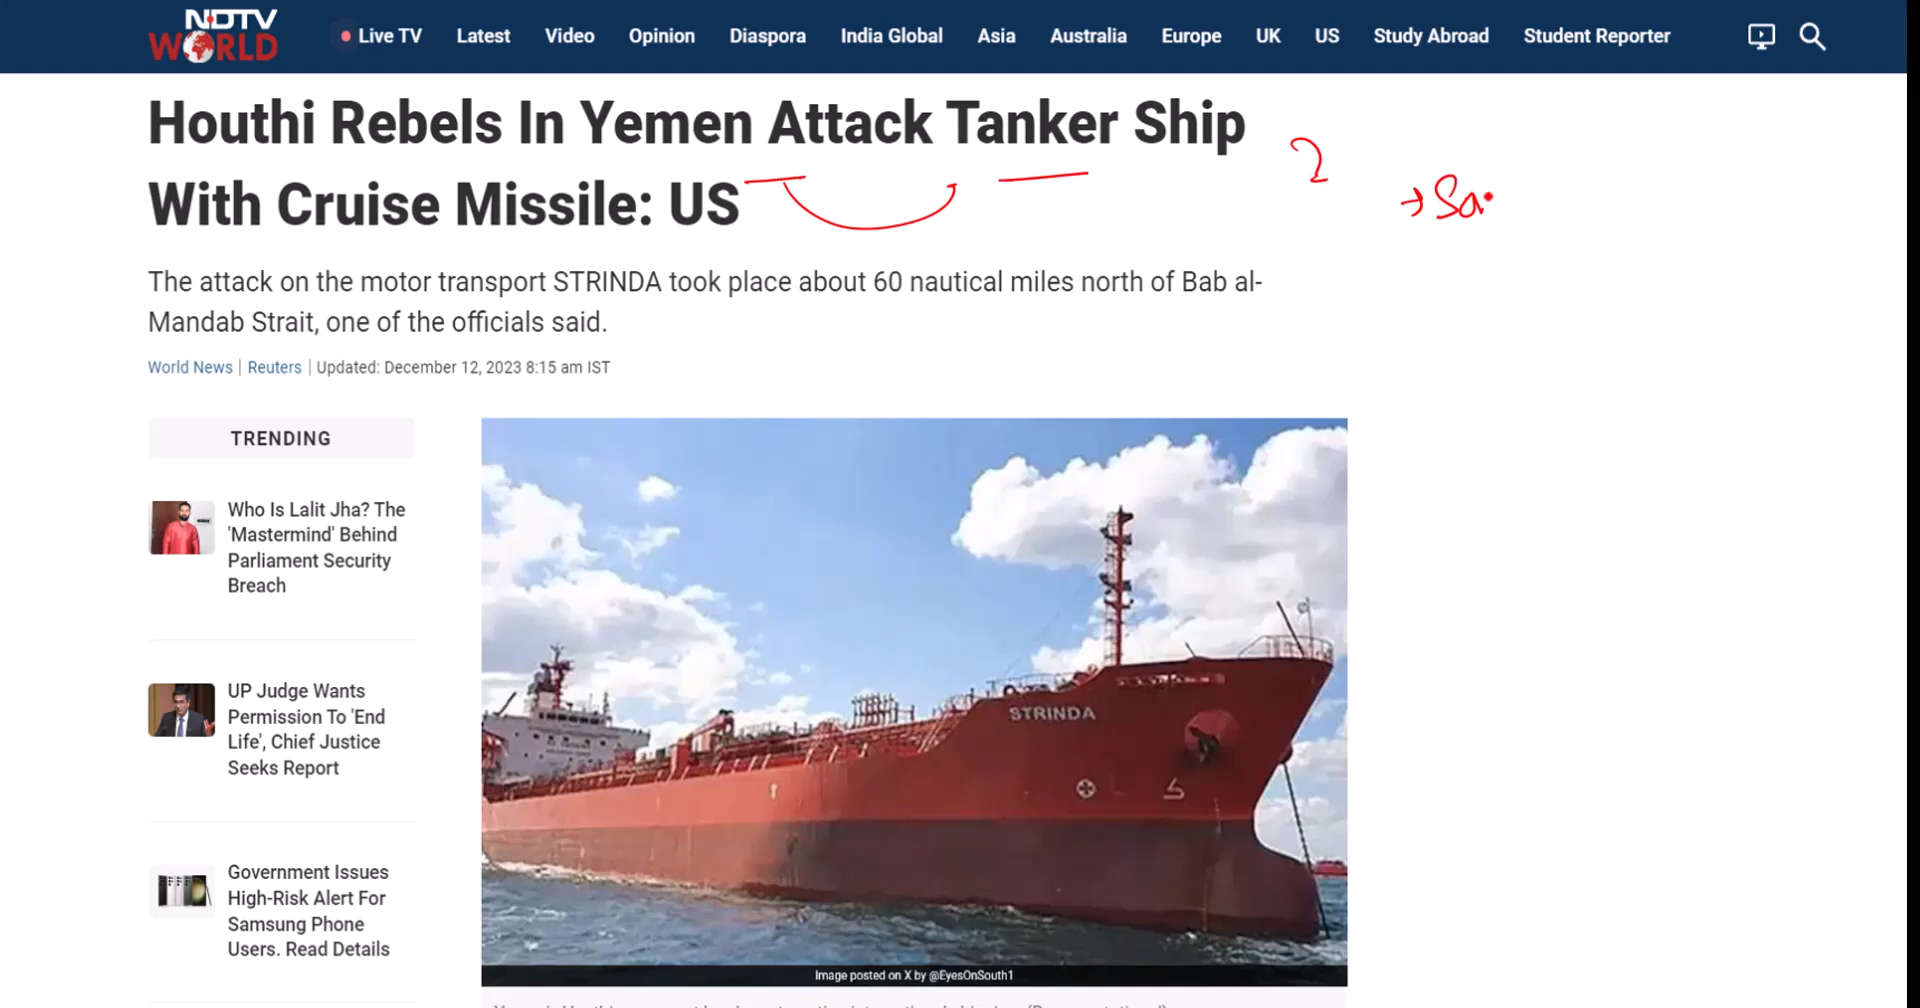 NDTV
WORLD
Live TV
Latest
Video
Opinion
Diaspora
India Global
Asia
Australia
Europe
UK
US
Study Abroad
Student Reporter
Houthi Rebels In Yemen Attack Tanker Ship
With Cruise Missile: US
?
→ Sa
The attack on the motor transport STRINDA took place about 60 nautical miles north of Bab al-
Mandab Strait, one of the officials said.
World News | Reuters | Updated: December 12, 2023 8:15 am IST
TRENDING
Who Is Lalit Jha? The
'Mastermind' Behind
Parliament Security
Breach
UP Judge Wants
Permission To 'End
Life', Chief Justice
Seeks Report
Government Issues
High-Risk Alert For
Samsung Phone
Users. Read Details
STRINDA
Image posted on X by @EyesOnSouth1